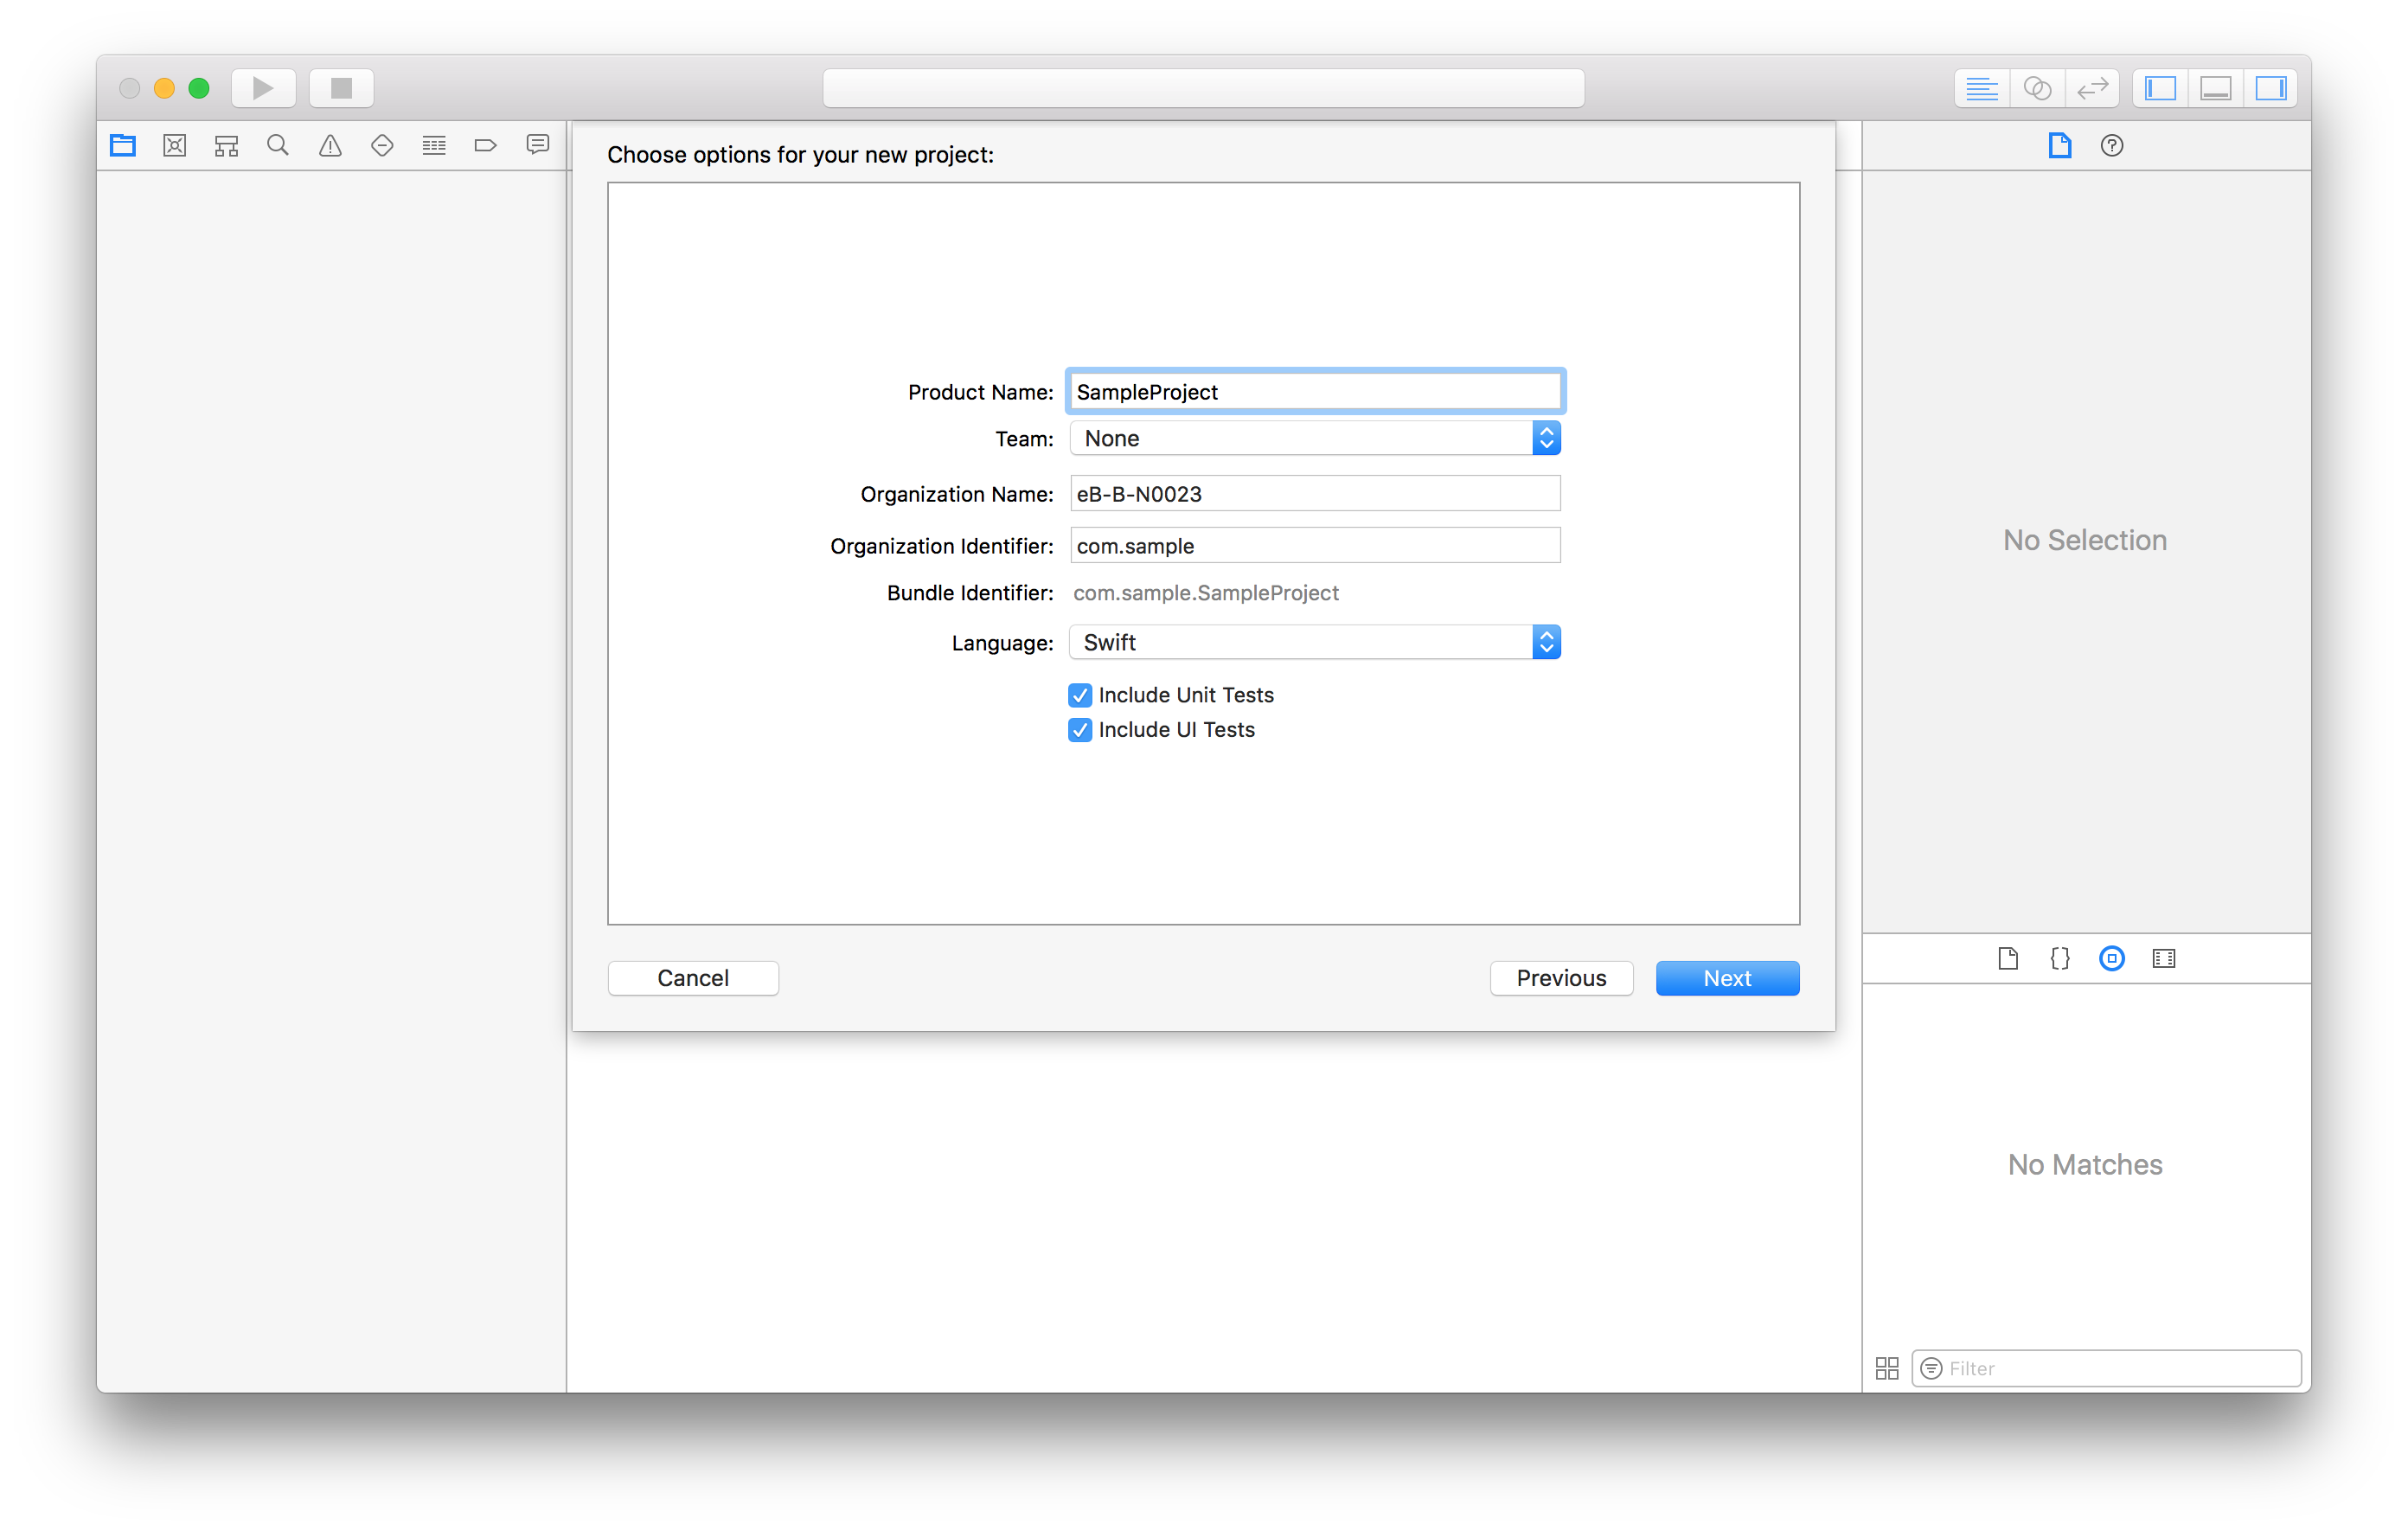 Choose options for your new project:
Product Name: SampleProject
Team: None
Organization Name: eB-B-N0023
Organization Identifier: com.sample
Bundle Identifier: com.sample.SampleProject
Language: Swift
Include Unit Tests
Include UI Tests
Cancel Previous Next
No Selection
No Matches
Filter